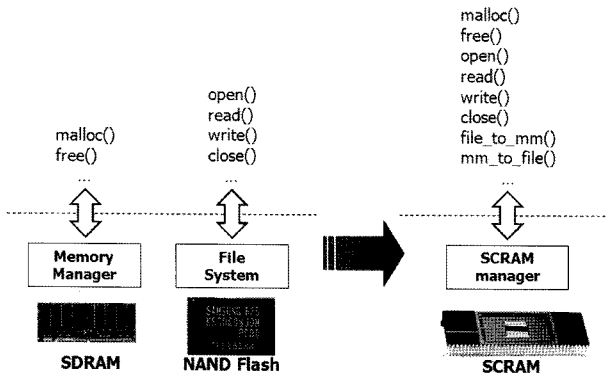 malloc()
free()
...
open()
read()
write()
close()
...
malloc()
free()
open()
read()
write()
close()
file_to_mm()
mm_to_file()
...
Memory
Manager
File
System
SCRAM
manager
SDRAM
NAND Flash
SCRAM